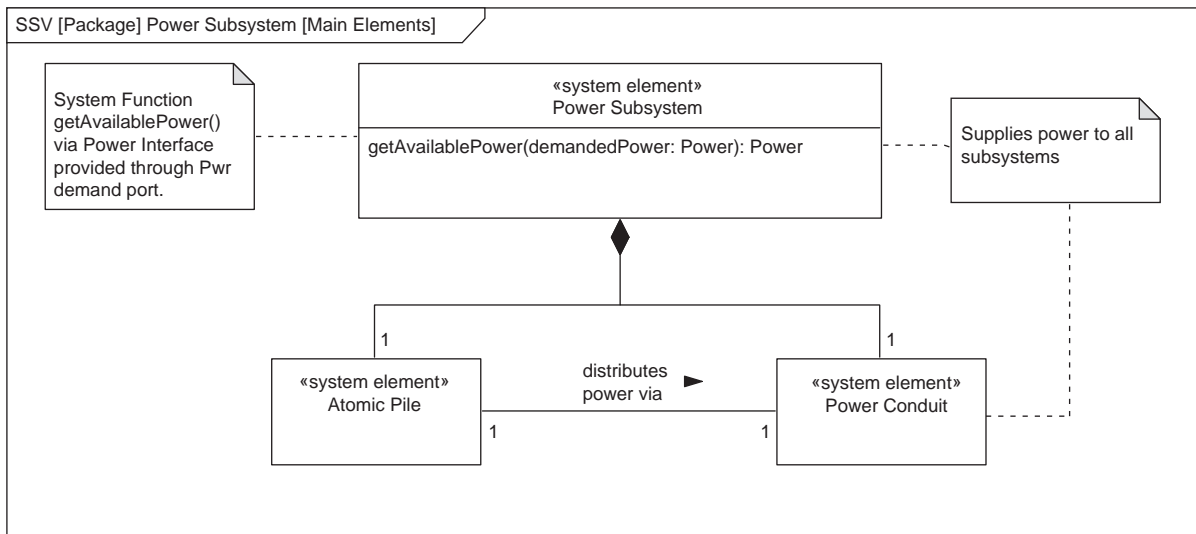 SSV [Package] Power Subsystem [Main Elements]
System Function
getAvailablePower()
via Power Interface
provided through Pwr
demand port.
«system element»
Power Subsystem
getAvailablePower(demandedPower: Power): Power
Supplies power to all
subsystems
1
1
«system element»
Atomic Pile
distributes
power via
«system element»
Power Conduit
1
1